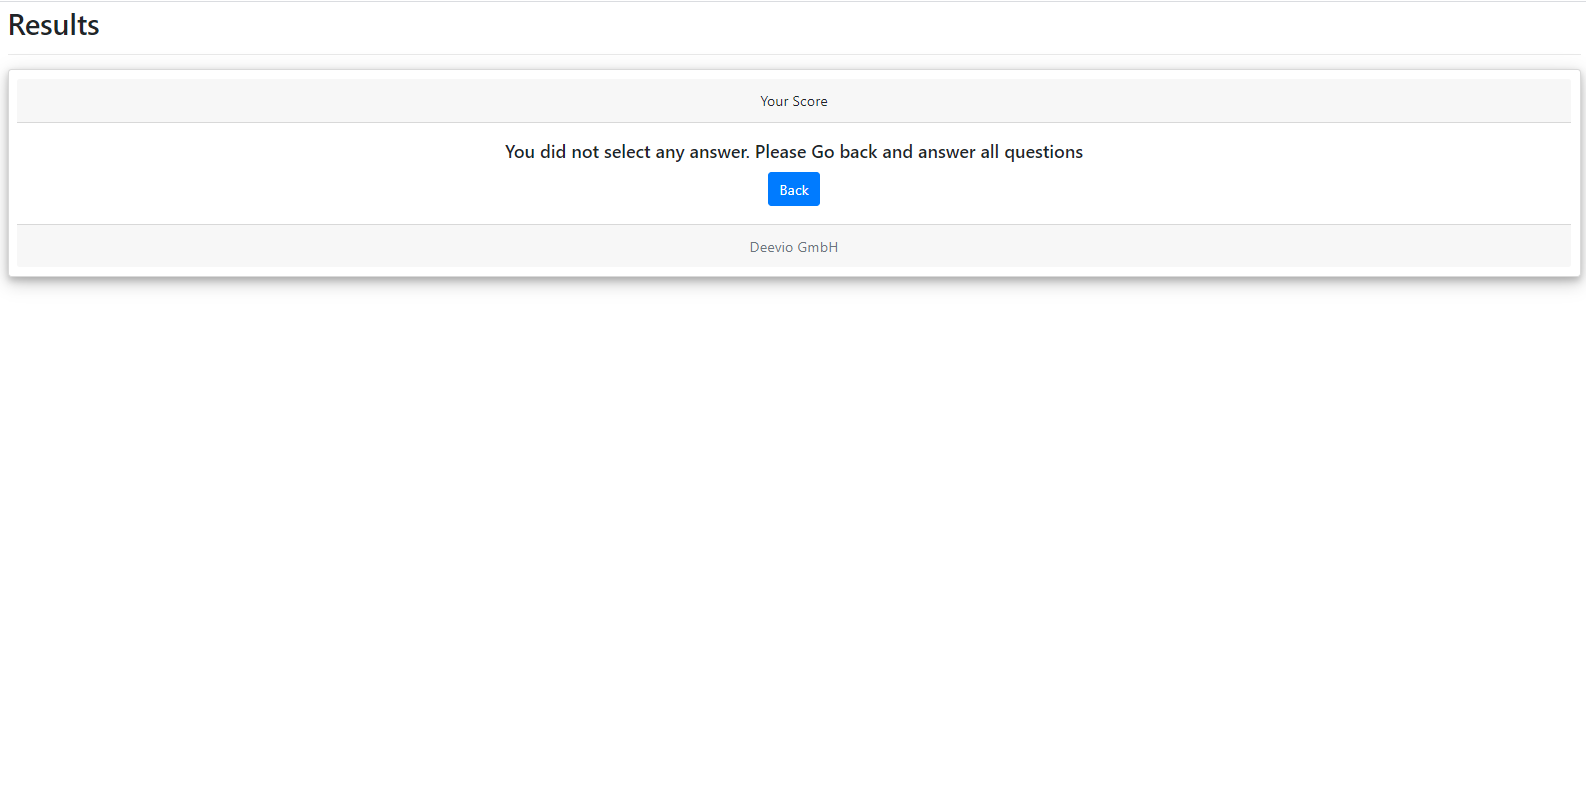 Results
Your Score
You did not select any answer. Please Go back and answer all questions
Back
Deevio GmbH